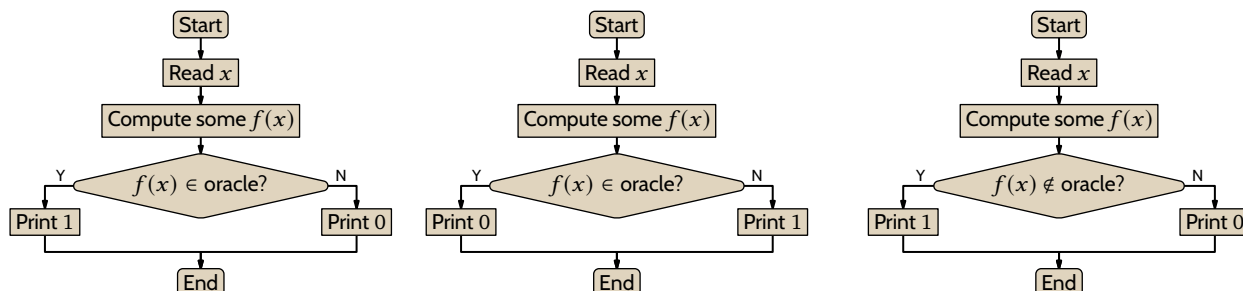 Start
Read x
Compute some f(x)
Y
N
f(x) ∈ oracle?
Print 1
Print 0
End
Start
Read x
Compute some f(x)
Y
N
f(x) ∈ oracle?
Print 0
Print 1
End
Start
Read x
Compute some f(x)
Y
N
f(x) ∉ oracle?
Print 1
Print 0
End